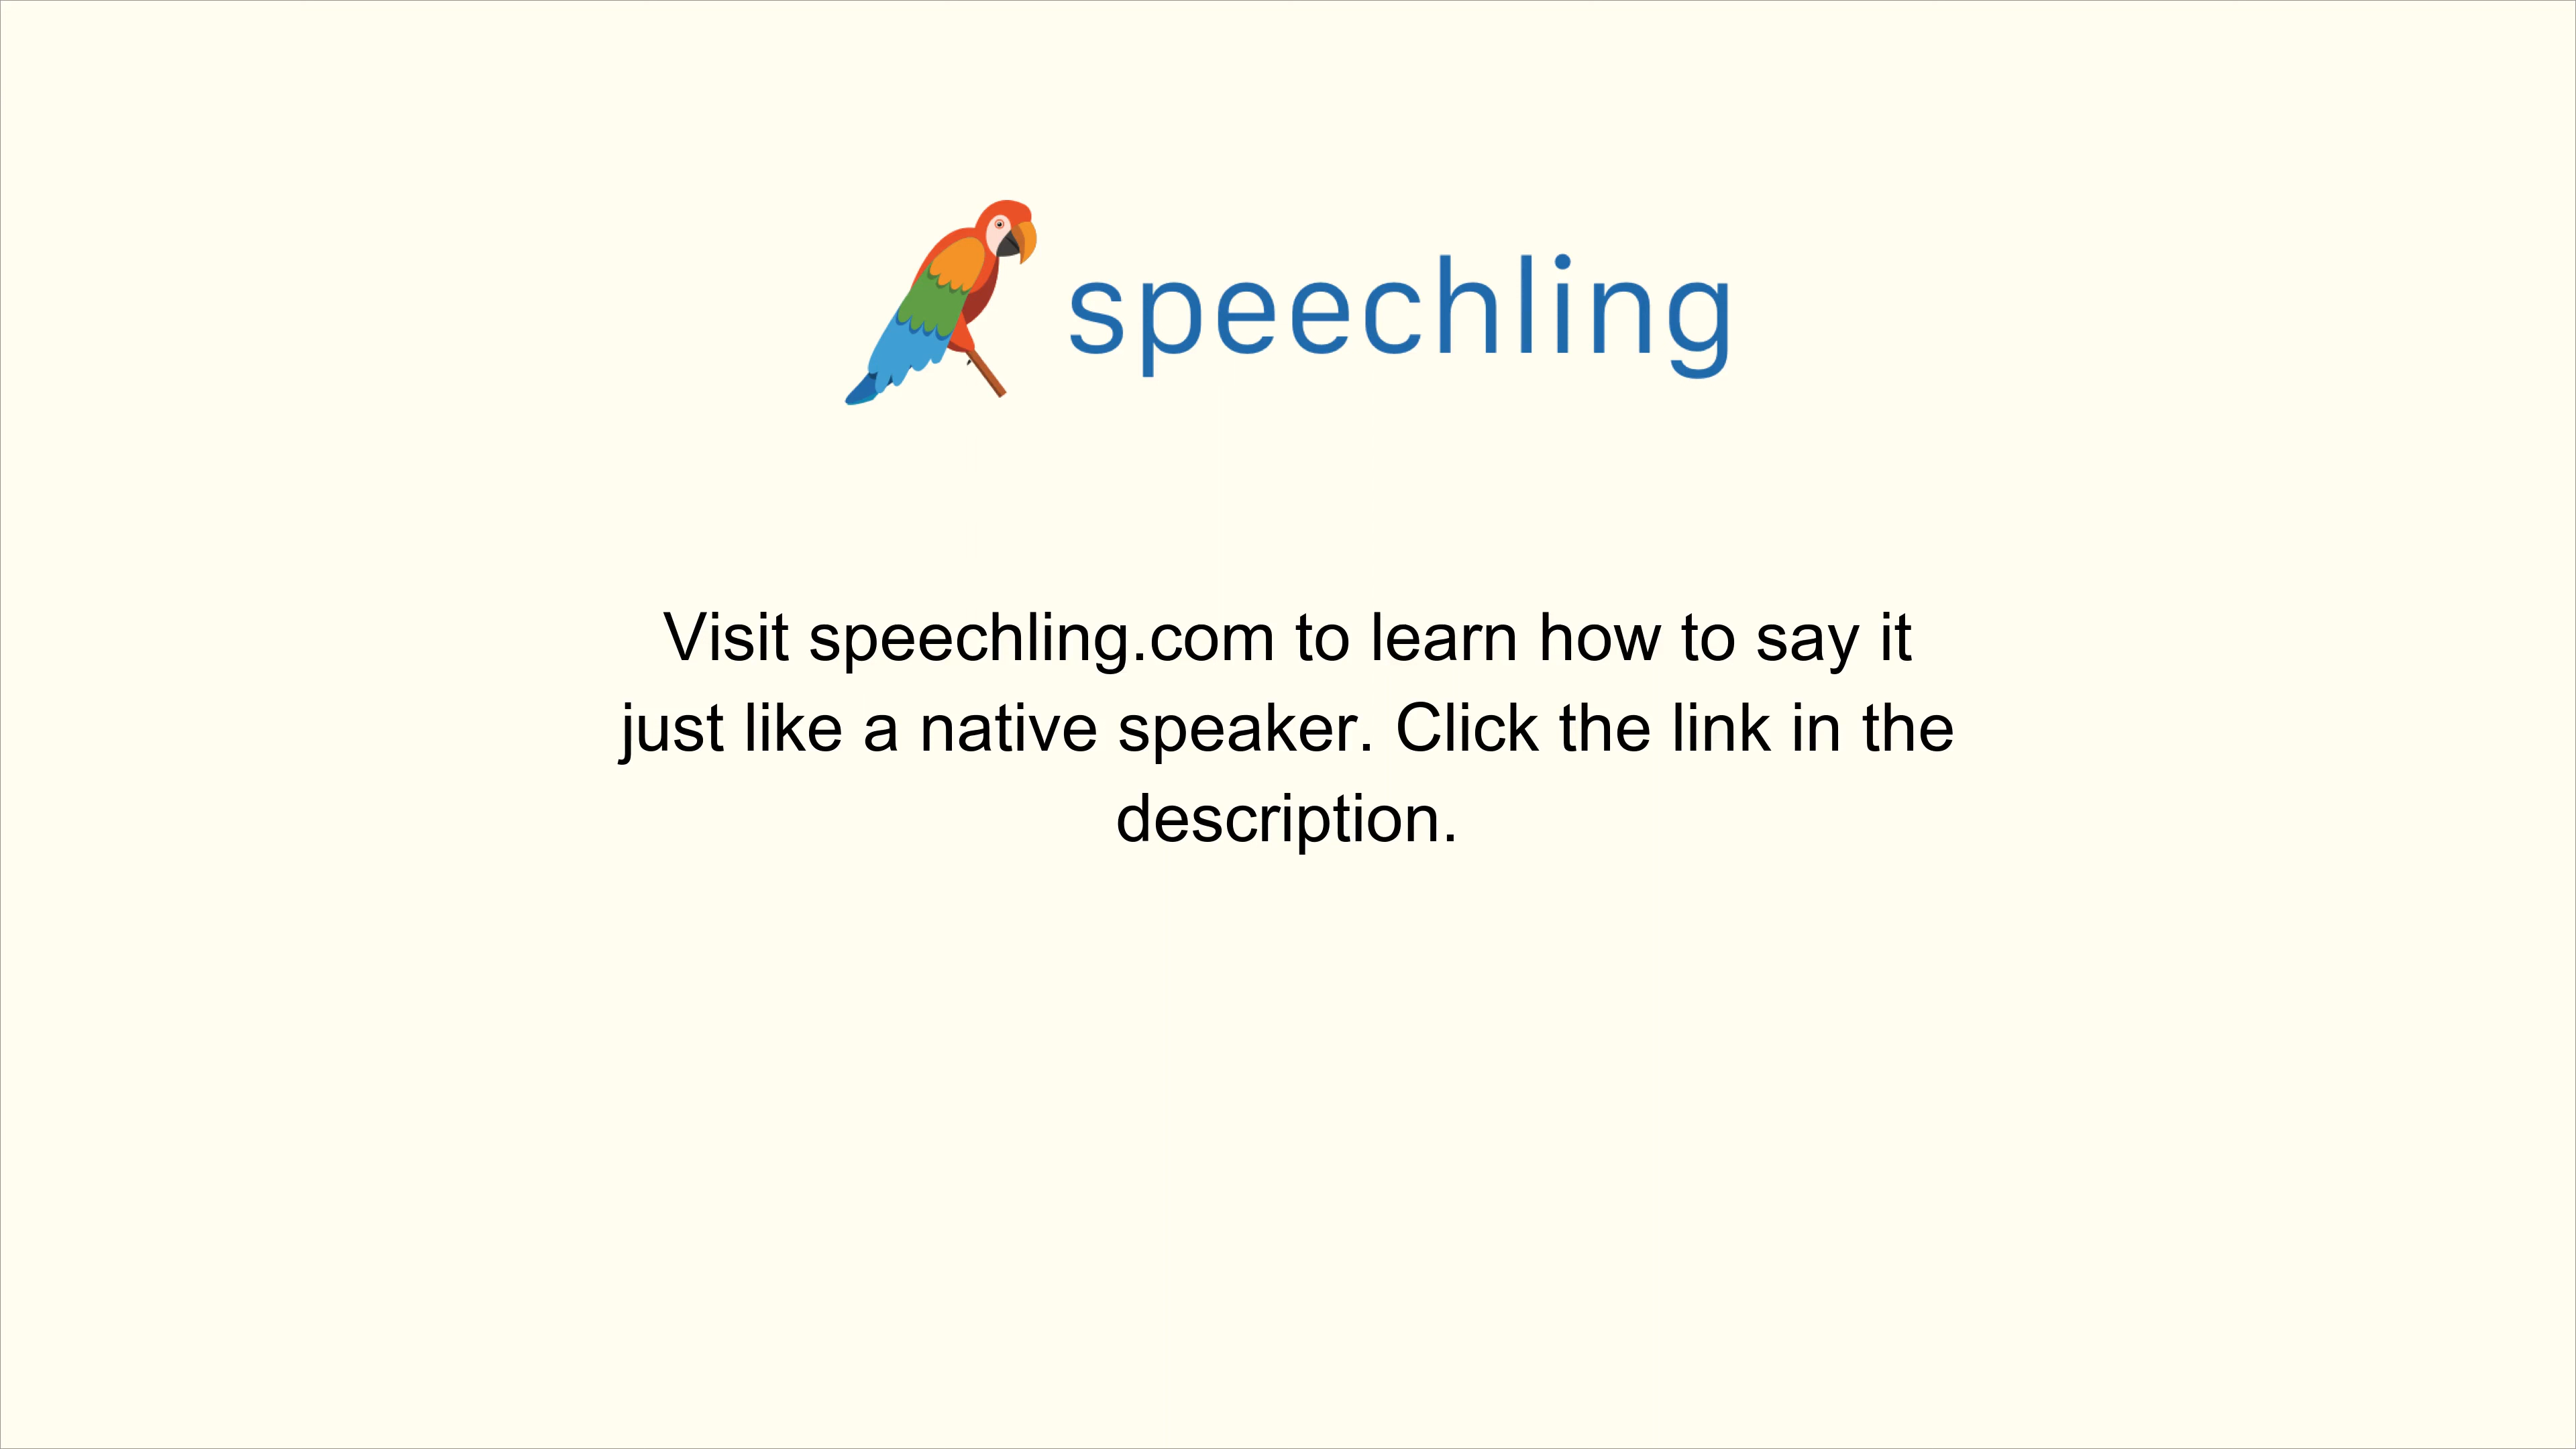 speechling
Visit speechling.com to learn how to say it
just like a native speaker. Click the link in the
description.